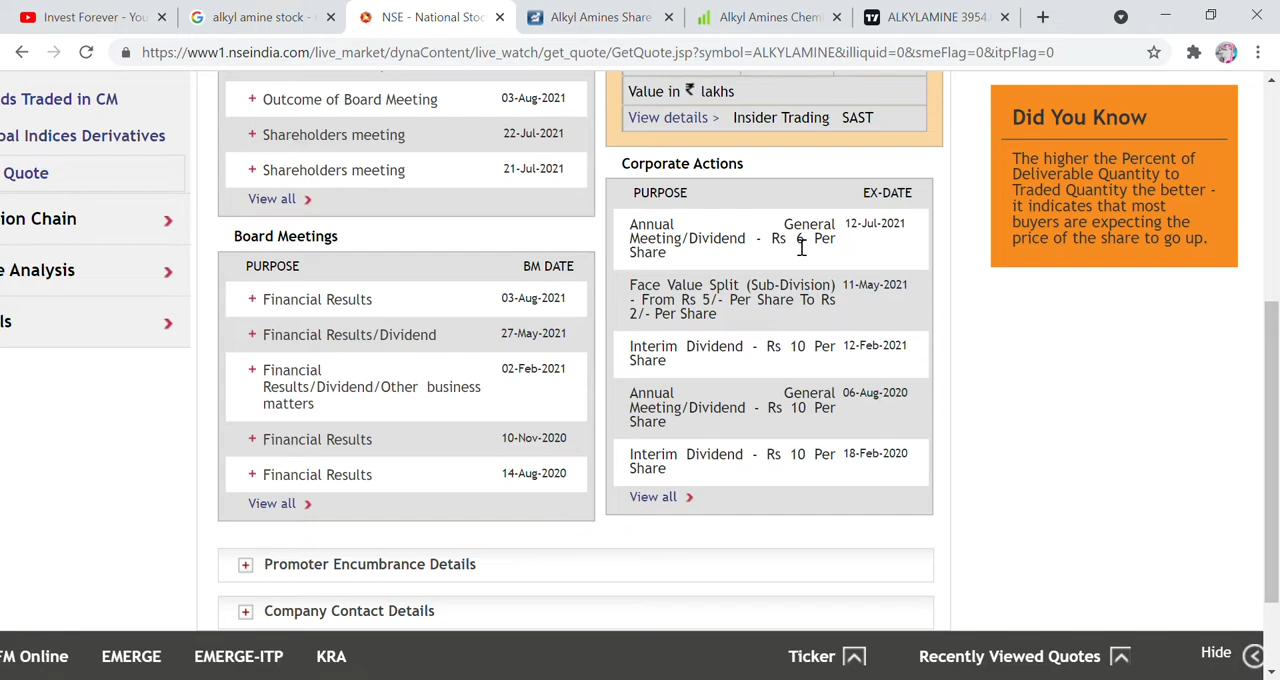 Invest Forever - You
alkyl amine stock -
NSE - National Stoc
Alkyl Amines Share
Alkyl Amines Chemi
ALKYLAMINE 3954.
https://www1.nseindia.com/live_market/dynaContent/live_watch/get_quote/GetQuote.jsp?symbol=ALKYLAMINE&illiquid=0&smeFlag=0&itpFlag=0
ds Traded in CM
bal Indices Derivatives
Quote
ion Chain
e Analysis
ls
+ Outcome of Board Meeting 03-Aug-2021
+ Shareholders meeting 22-Jul-2021
+ Shareholders meeting 21-Jul-2021
View all
Board Meetings
PURPOSE BM DATE
+ Financial Results 03-Aug-2021
+ Financial Results/Dividend 27-May-2021
+ Financial 02-Feb-2021
Results/Dividend/Other business
matters
+ Financial Results 10-Nov-2020
+ Financial Results 14-Aug-2020
View all
Value in ₹ lakhs
View details > Insider Trading SAST
Corporate Actions
PURPOSE EX-DATE
Annual General 12-Jul-2021
Meeting/Dividend - Rs 6 Per
Share
Face Value Split (Sub-Division) 11-May-2021
- From Rs 5/- Per Share To Rs
2/- Per Share
Interim Dividend - Rs 10 Per 12-Feb-2021
Share
Annual General 06-Aug-2020
Meeting/Dividend - Rs 10 Per
Share
Interim Dividend - Rs 10 Per 18-Feb-2020
Share
View all
Did You Know
The higher the Percent of
Deliverable Quantity to
Traded Quantity the better -
it indicates that most
buyers are expecting the
price of the share to go up.
+ Promoter Encumbrance Details
+ Company Contact Details
FM Online EMERGE EMERGE-ITP KRA Ticker Recently Viewed Quotes Hide